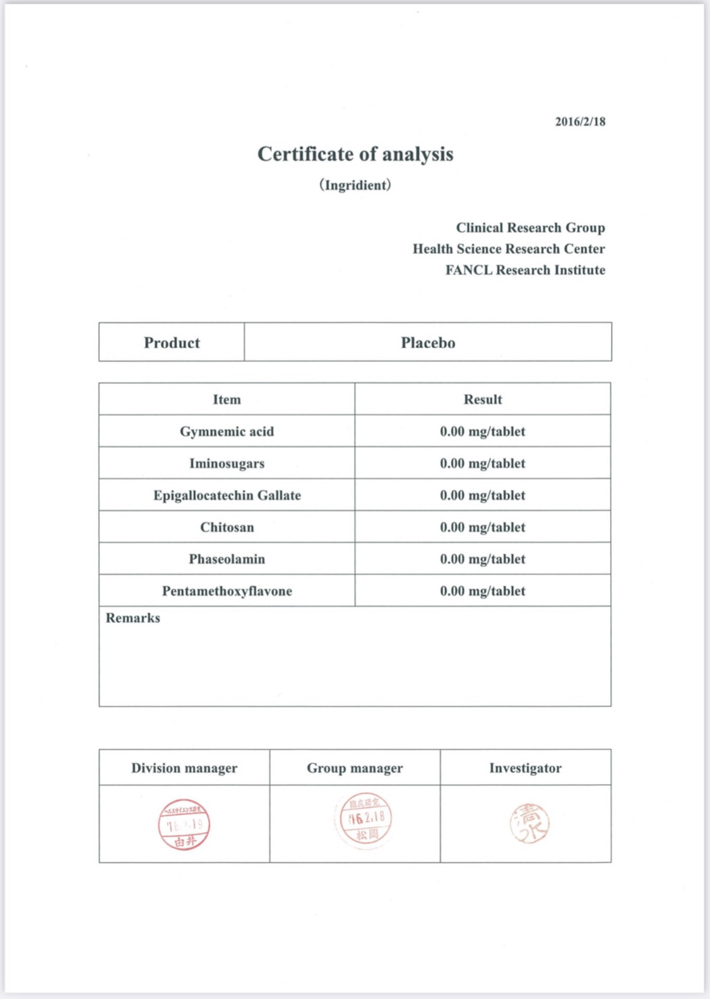 2016/2/18
Certificate of analysis
（Ingridient）
Clinical Research Group
Health Science Research Center
FANCL Research Institute
Product Placebo
Item Result
Gymnemic acid 0.00 mg/tablet
Iminosugars 0.00 mg/tablet
Epigallocatechin Gallate 0.00 mg/tablet
Chitosan 0.00 mg/tablet
Phaseolamin 0.00 mg/tablet
Pentamethoxyflavone 0.00 mg/tablet
Remarks
Division manager Group manager Investigator
ヘルスサイエンス研究
由井
臨床研究
'16.2.18
松岡
清水